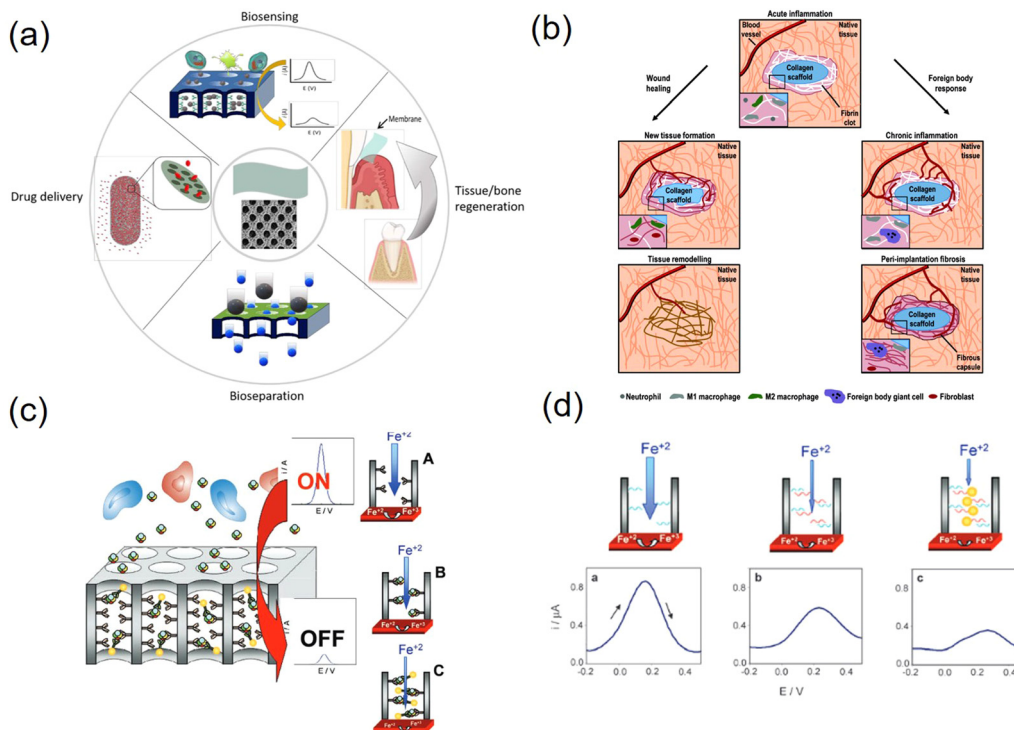 (a)
Biosensing
i (A)
E (V)
i (A)
E (V)
Membrane
Drug delivery
Tissue/bone
regeneration
Bioseparation
(b)
Acute inflammation
Blood
vessel
Native
tissue
Collagen
scaffold
Fibrin
clot
Wound
healing
Foreign body
response
New tissue formation
Native
tissue
Collagen
scaffold
Chronic inflammation
Native
tissue
Collagen
scaffold
Tissue remodelling
Native
tissue
Peri-implantation fibrosis
Native
tissue
Collagen
scaffold
Fibrous
capsule
Neutrophil
M1 macrophage
M2 macrophage
Foreign body giant cell
Fibroblast
(c)
i / A
ON
E / V
Fe+2
A
Fe+2
Fe+3
Fe+2
B
Fe+2
Fe+3
i / A
OFF
E / V
Fe+2
C
Fe+2
Fe+3
(d)
Fe+2
Fe+2
Fe+2
Fe+2 Fe+3
Fe+2 Fe+3
Fe+2 Fe+3
a
i / µA
0.8
0.4
0.0
-0.2 0.0 0.2 0.4
b
0.8
0.4
0.0
-0.2 0.0 0.2 0.4
c
0.8
0.4
0.0
-0.2 0.0 0.2 0.4
E / V